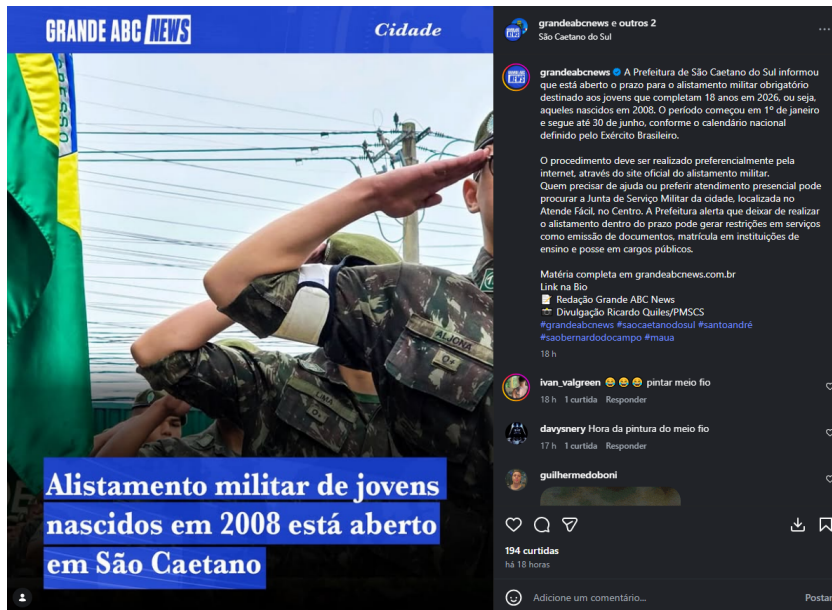 GRANDE ABC NEWS
Cidade
ALJONA
O+
LIMA
O+
Alistamento militar de jovens
nascidos em 2008 está aberto
em São Caetano
grandeabcnews e outros 2
São Caetano do Sul
grandeabcnews A Prefeitura de São Caetano do Sul informou
que está aberto o prazo para o alistamento militar obrigatório
destinado aos jovens que completam 18 anos em 2026, ou seja,
aqueles nascidos em 2008. O período começou em 1º de janeiro
e segue até 30 de junho, conforme o calendário nacional
definido pelo Exército Brasileiro.
O procedimento deve ser realizado preferencialmente pela
internet, através do site oficial do alistamento militar.
Quem precisar de ajuda ou preferir atendimento presencial pode
procurar a Junta de Serviço Militar da cidade, localizada no
Atende Fácil, no Centro. A Prefeitura alerta que deixar de realizar
o alistamento dentro do prazo pode gerar restrições em serviços
como emissão de documentos, matrícula em instituições de
ensino e posse em cargos públicos.
Matéria completa em grandeabcnews.com.br
Link na Bio
📝 Redação Grande ABC News
📷 Divulgação Ricardo Quiles/PMSCS
#grandeabcnews #saocaetanodosul #santoandré
#saobernardodocampo #maua
18 h
ivan_valgreen 😂 😂 😂 pintar meio fio
18 h 1 curtida Responder
davysnery Hora da pintura do meio fio
17 h 1 curtida Responder
guilhermedoboni
194 curtidas
há 18 horas
Adicione um comentário...
Postar